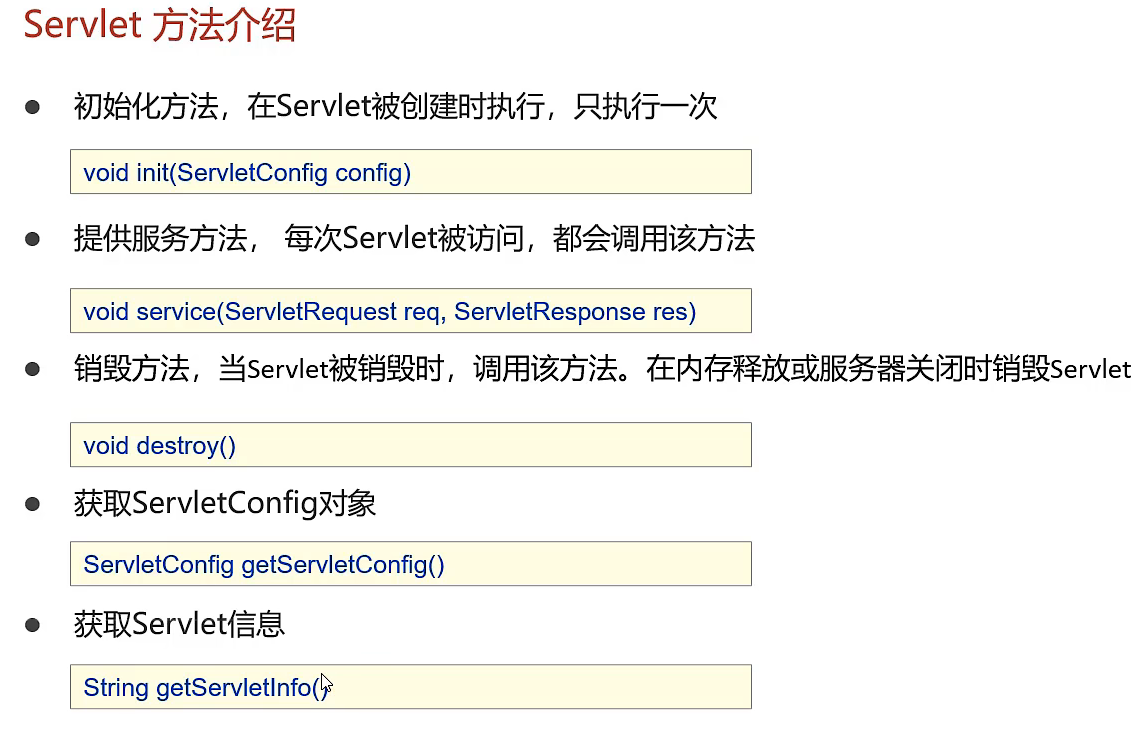 Servlet 方法介绍
初始化方法，在Servlet被创建时执行，只执行一次
void init(ServletConfig config)
提供服务方法， 每次Servlet被访问，都会调用该方法
void service(ServletRequest req, ServletResponse res)
销毁方法，当Servlet被销毁时，调用该方法。在内存释放或服务器关闭时销毁Servlet
void destroy()
获取ServletConfig对象
ServletConfig getServletConfig()
获取Servlet信息
String getServletInfo()